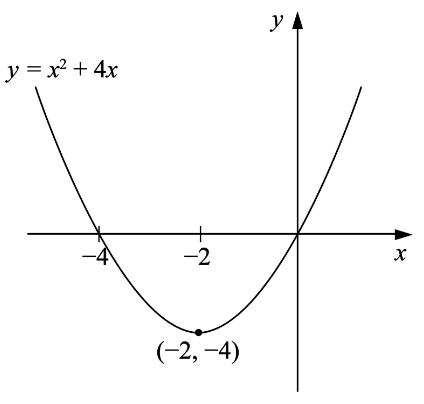 y
y = x² + 4x
−4
−2
x
(−2, −4)